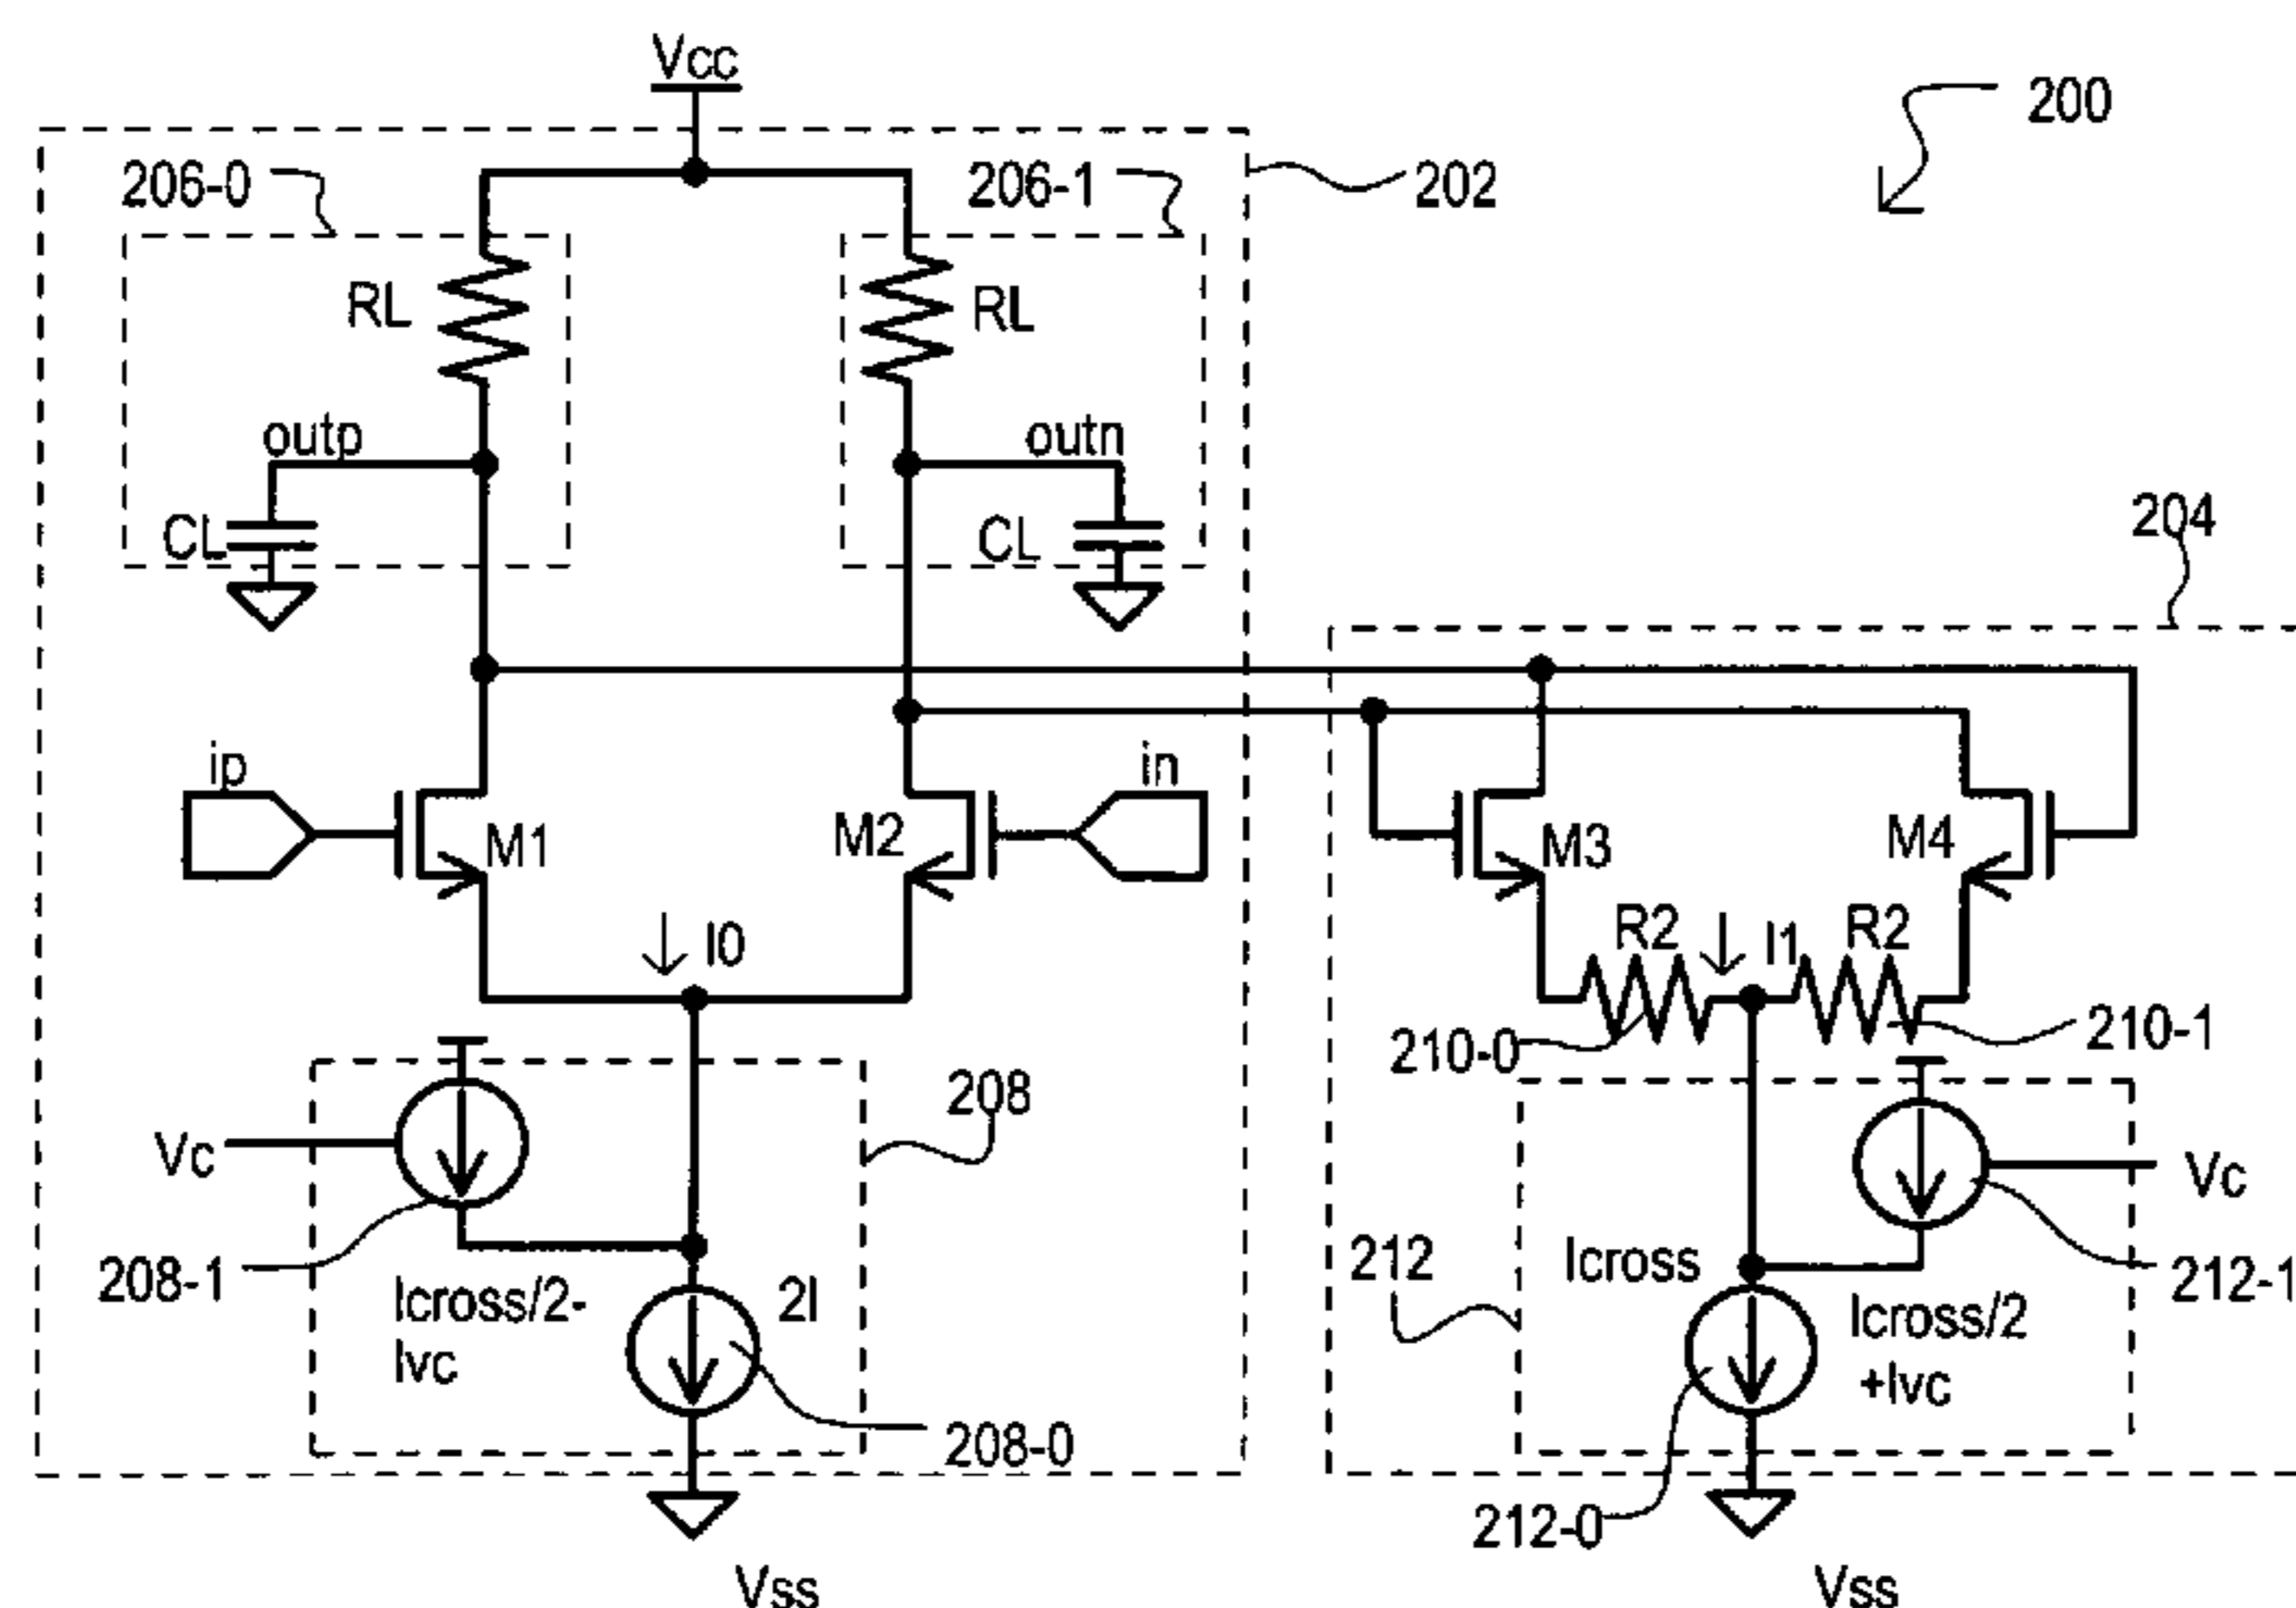 Vcc
200
206-0
206-1
202
RL
RL
outp
outn
CL
CL
204
ip
in
M1
M2
M3
M4
I0
R2
I1
R2
210-0
210-1
208
Vc
Vc
208-1
Icross/2-
Ivc
2I
212
Icross
Icross/2
+Ivc
212-1
208-0
212-0
Vss
Vss